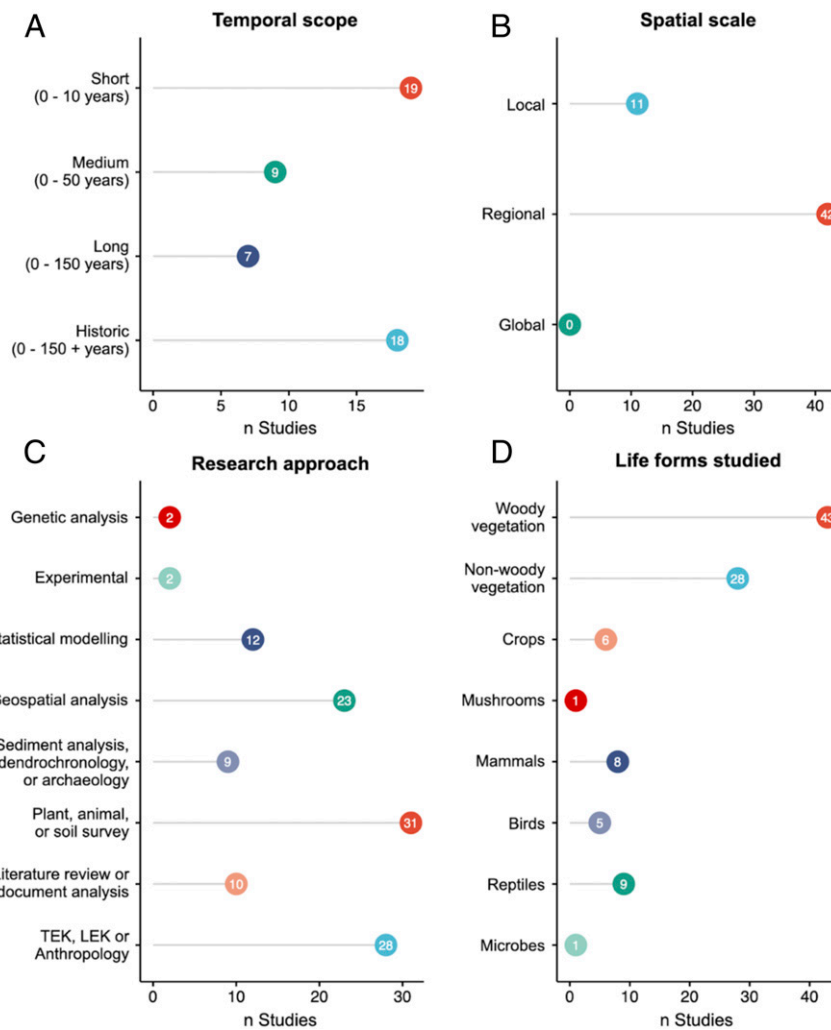 A
Temporal scope
Short
(0 - 10 years)
19
Medium
(0 - 50 years)
9
Long
(0 - 150 years)
7
Historic
(0 - 150 + years)
18
0 5 10 15
n Studies
B
Spatial scale
Local
11
Regional
42
Global
0
0 10 20 30 40
n Studies
C
Research approach
Genetic analysis
2
Experimental
2
tatistical modelling
12
Geospatial analysis
23
Sediment analysis,
dendrochronology,
or archaeology
9
Plant, animal,
or soil survey
31
Literature review or
document analysis
10
TEK, LEK or
Anthropology
28
0 10 20 30
n Studies
D
Life forms studied
Woody
vegetation
43
Non-woody
vegetation
28
Crops
6
Mushrooms
1
Mammals
8
Birds
5
Reptiles
9
Microbes
1
0 10 20 30 40
n Studies